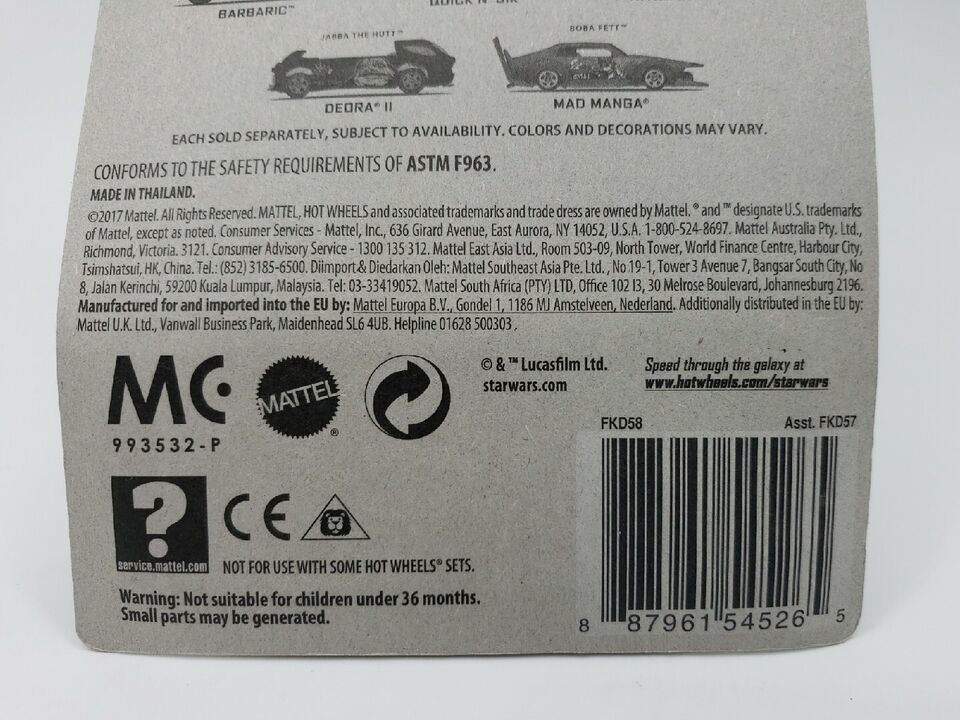 BARBARIC™
JABBA THE HUTT™ BOBA FETT™
DEORA® II MAD MANGA®
EACH SOLD SEPARATELY, SUBJECT TO AVAILABILITY. COLORS AND DECORATIONS MAY VARY.
CONFORMS TO THE SAFETY REQUIREMENTS OF ASTM F963.
MADE IN THAILAND.
©2017 Mattel. All Rights Reserved. MATTEL, HOT WHEELS and associated trademarks and trade dress are owned by Mattel. ® and ™ designate U.S. trademarks
of Mattel, except as noted. Consumer Services - Mattel, Inc., 636 Girard Avenue, East Aurora, NY 14052, U.S.A. 1-800-524-8697. Mattel Australia Pty. Ltd.,
Richmond, Victoria. 3121. Consumer Advisory Service - 1300 135 312. Mattel East Asia Ltd., Room 503-09, North Tower, World Finance Centre, Harbour City,
Tsimshatsui, HK, China. Tel.: (852) 3185-6500. Diimport & Diedarkan Oleh: Mattel Southeast Asia Pte. Ltd. , No 19-1, Tower 3 Avenue 7, Bangsar South City, No
8, Jalan Kerinchi, 59200 Kuala Lumpur, Malaysia. Tel: 03-33419052. Mattel South Africa (PTY) LTD, Office 102 I3, 30 Melrose Boulevard, Johannesburg 2196.
Manufactured for and imported into the EU by: Mattel Europa B.V., Gondel 1, 1186 MJ Amstelveen, Nederland. Additionally distributed in the EU by:
Mattel U.K. Ltd., Vanwall Business Park, Maidenhead SL6 4UB. Helpline 01628 500303.
MC
993532-P
MATTEL®
© & ™ Lucasfilm Ltd.
starwars.com
Speed through the galaxy at
www.hotwheels.com/starwars
FKD58 Asst. FKD57
?
service.mattel.com
CE
NOT FOR USE WITH SOME HOT WHEELS® SETS.
Warning: Not suitable for children under 36 months.
Small parts may be generated.
8 87961 54526 5